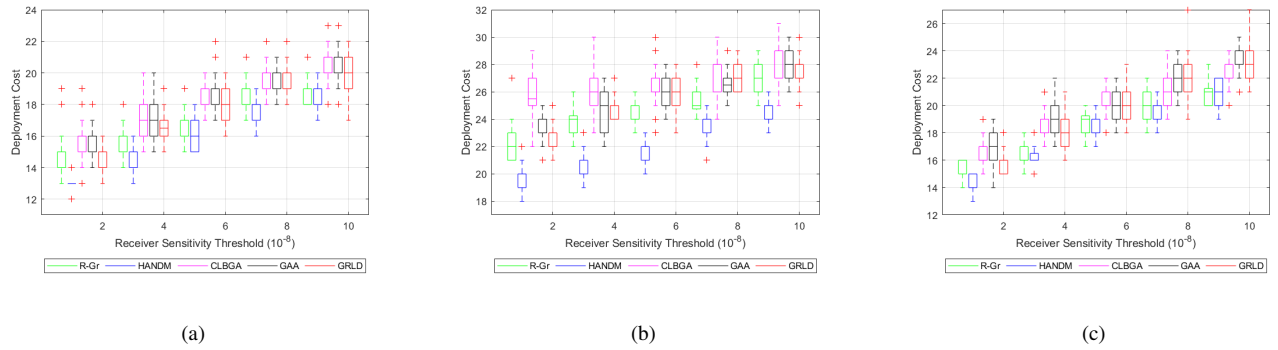 24
22
20
18
16
14
12
Deployment Cost
2 4 6 8 10
Receiver Sensitivity Threshold (10-8)
R-Gr HANDM CLBGA GAA GRLD
(a)
32
30
28
26
24
22
20
18
Deployment Cost
2 4 6 8 10
Receiver Sensitivity Threshold (10-8)
R-Gr HANDM CLBGA GAA GRLD
(b)
27
26
24
22
20
18
16
14
12
Deployment Cost
2 4 6 8 10
Receiver Sensitivity Threshold (10-8)
R-Gr HANDM CLBGA GAA GRLD
(c)